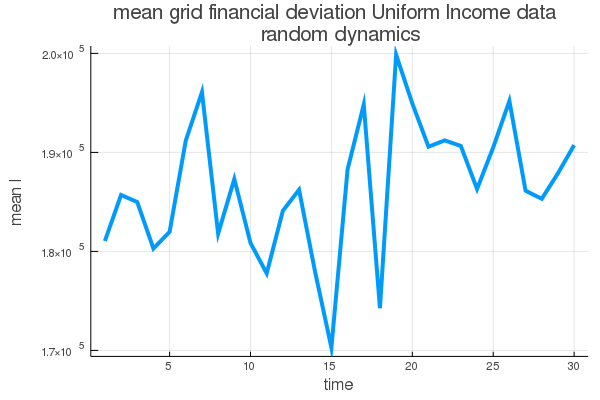 mean grid financial deviation Uniform Income data
random dynamics
2.0×10⁵
1.9×10⁵
1.8×10⁵
1.7×10⁵
mean I
5 10 15 20 25 30
time